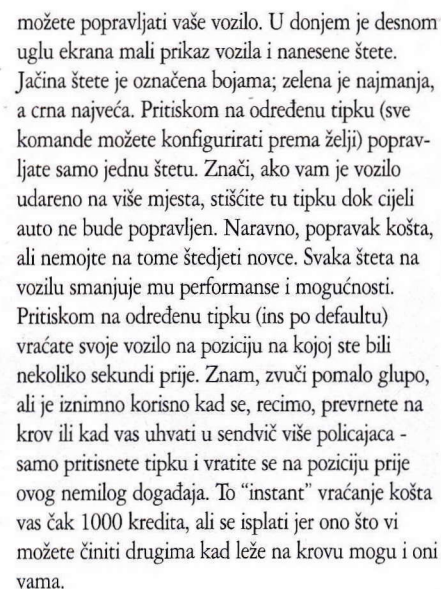 možete popravljati vaše vozilo. U donjem je desnom
uglu ekrana mali prikaz vozila i nanesene štete.
Jačina štete je označena bojama; zelena je najmanja,
a crna najveća. Pritiskom na određenu tipku (sve
komande možete konfigurirati prema želji) poprav-
ljate samo jednu štetu. Znači, ako vam je vozilo
udareno na više mjesta, stišćite tu tipku dok cijeli
auto ne bude popravljen. Naravno, popravak košta,
ali nemojte na tome štedjeti novce. Svaka šteta na
vozilu smanjuje mu performanse i mogućnosti.
Pritiskom na određenu tipku (ins po defaultu)
vraćate svoje vozilo na poziciju na kojoj ste bili
nekoliko sekundi prije. Znam, zvuči pomalo glupo,
ali je iznimno korisno kad se, recimo, prevrnete na
krov ili kad vas uhvati u sendvič više policajaca -
samo pritisnete tipku i vratite se na poziciju prije
ovog nemilog događaja. To “instant” vraćanje košta
vas čak 1000 kredita, ali se isplati jer ono što vi
možete činiti drugima kad leže na krovu mogu i oni
vama.